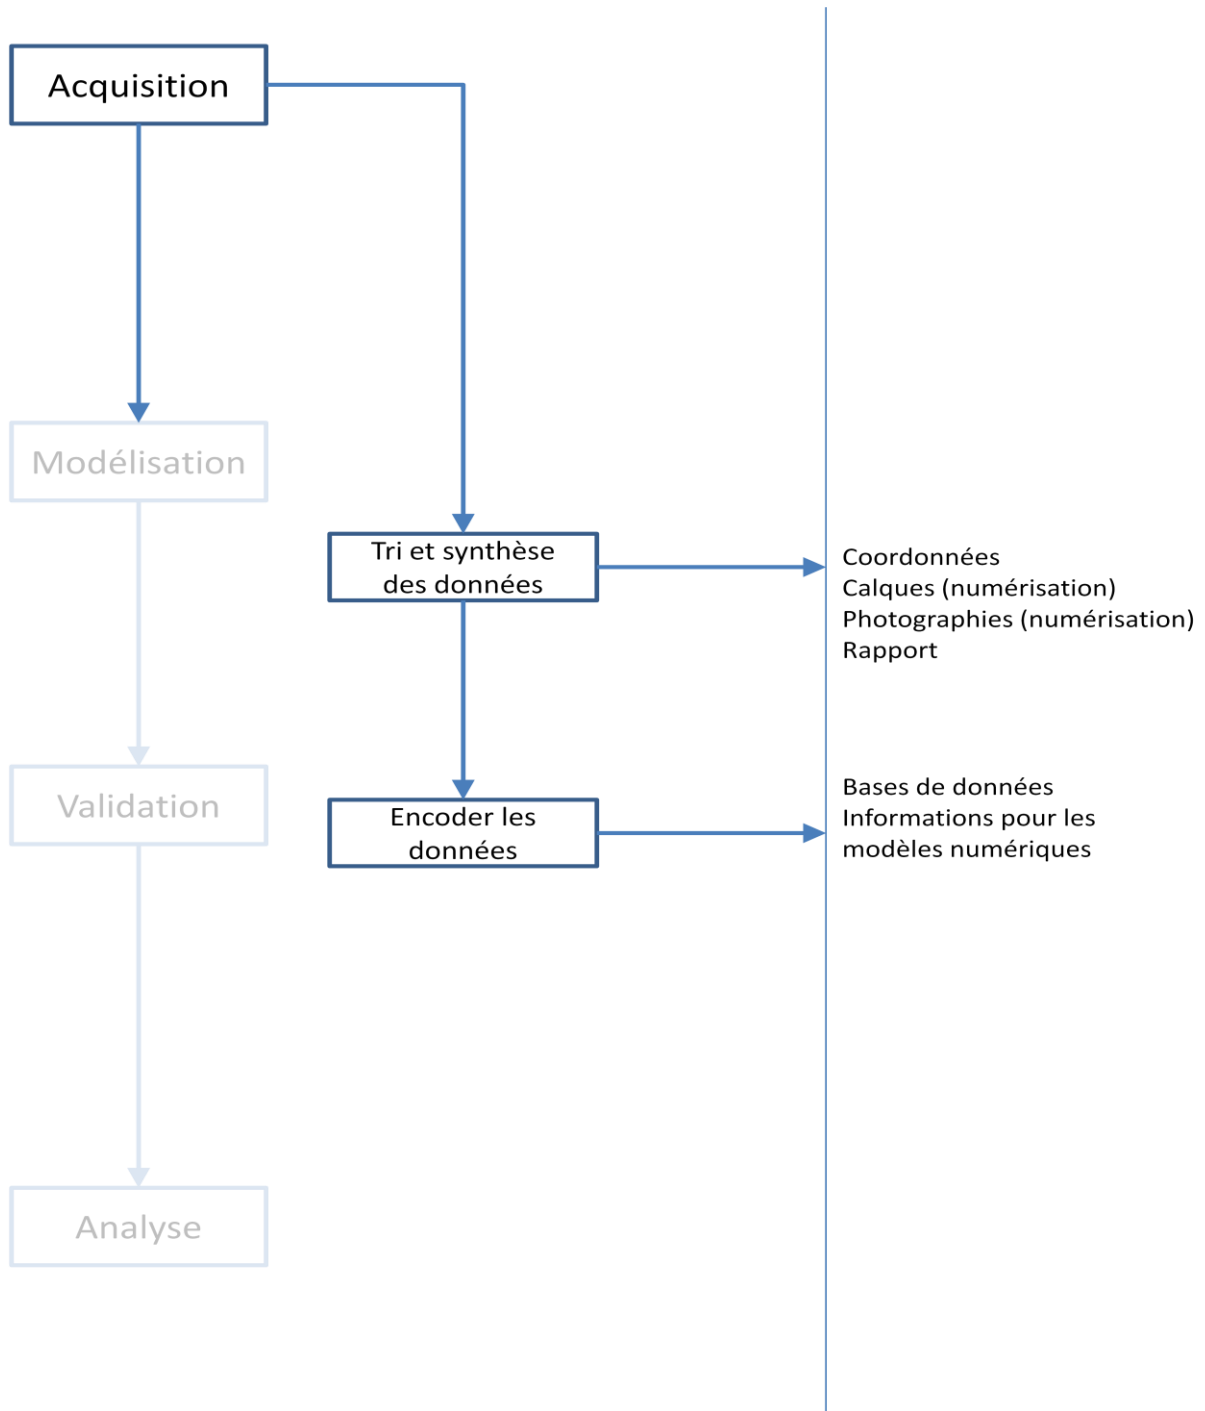 Acquisition
Modélisation
Tri et synthèse
des données
Coordonnées
Calques (numérisation)
Photographies (numérisation)
Rapport
Validation
Encoder les
données
Bases de données
Informations pour les
modèles numériques
Analyse